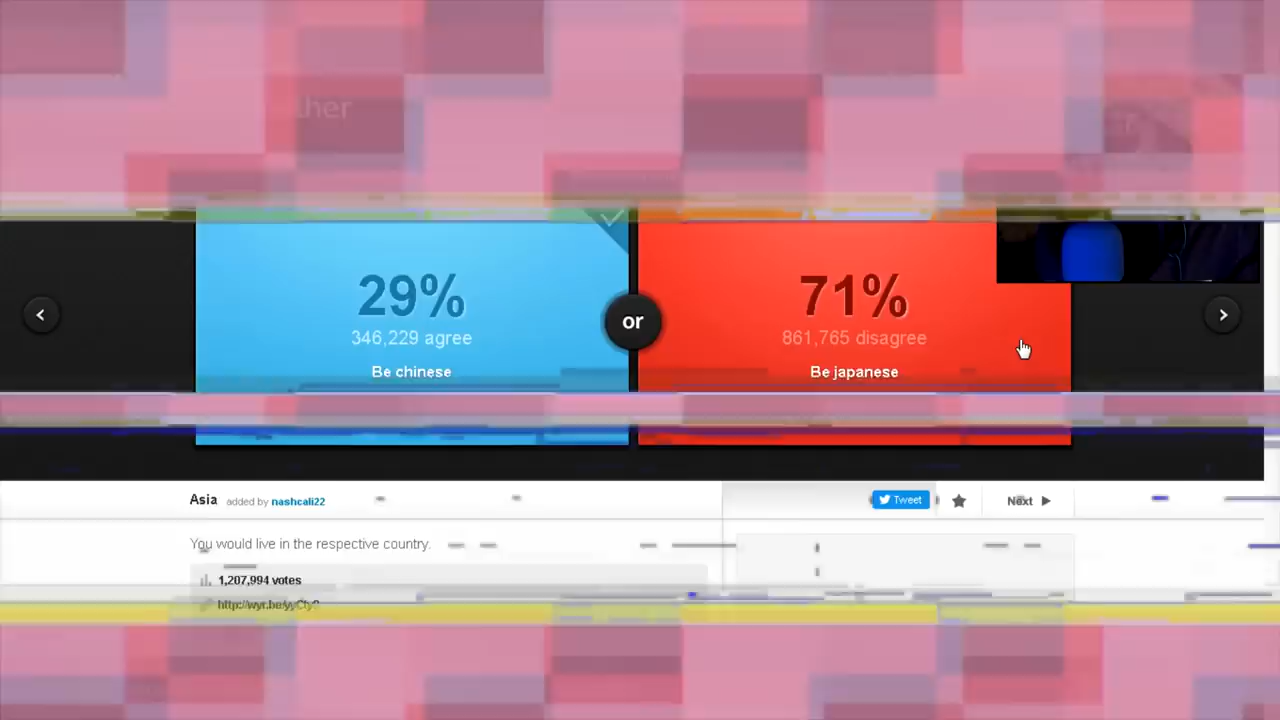 ther
29%
346,229 agree
Be chinese
or
71%
861,765 disagree
Be japanese
Asia added by nashcali22
Tweet
Next
You would live in the respective country.
1,207,994 votes